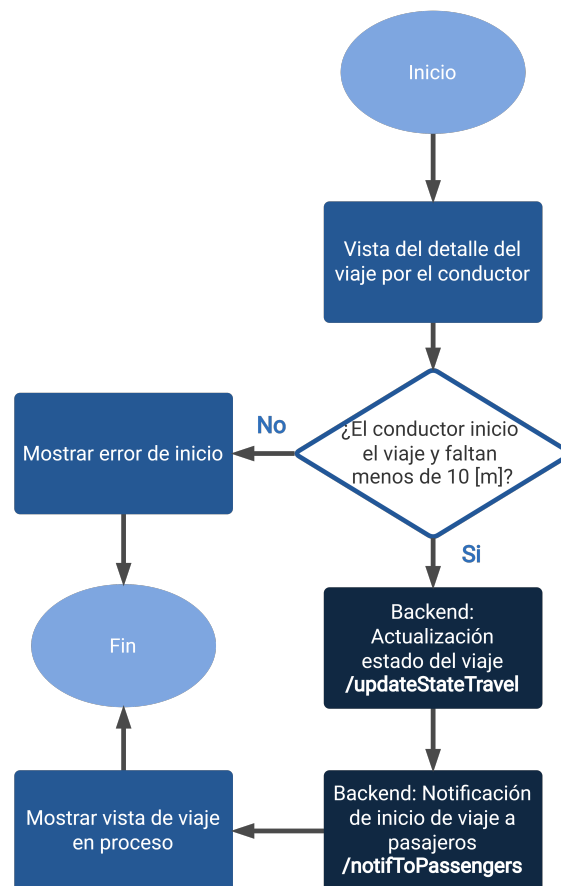 Inicio
Vista del detalle del
viaje por el conductor
¿El conductor inicio
el viaje y faltan
menos de 10 [m]?
No
Mostrar error de inicio
Si
Backend:
Actualización
estado del viaje
/updateStateTravel
Backend: Notificación
de inicio de viaje a
pasajeros
/notifToPassengers
Mostrar vista de viaje
en proceso
Fin